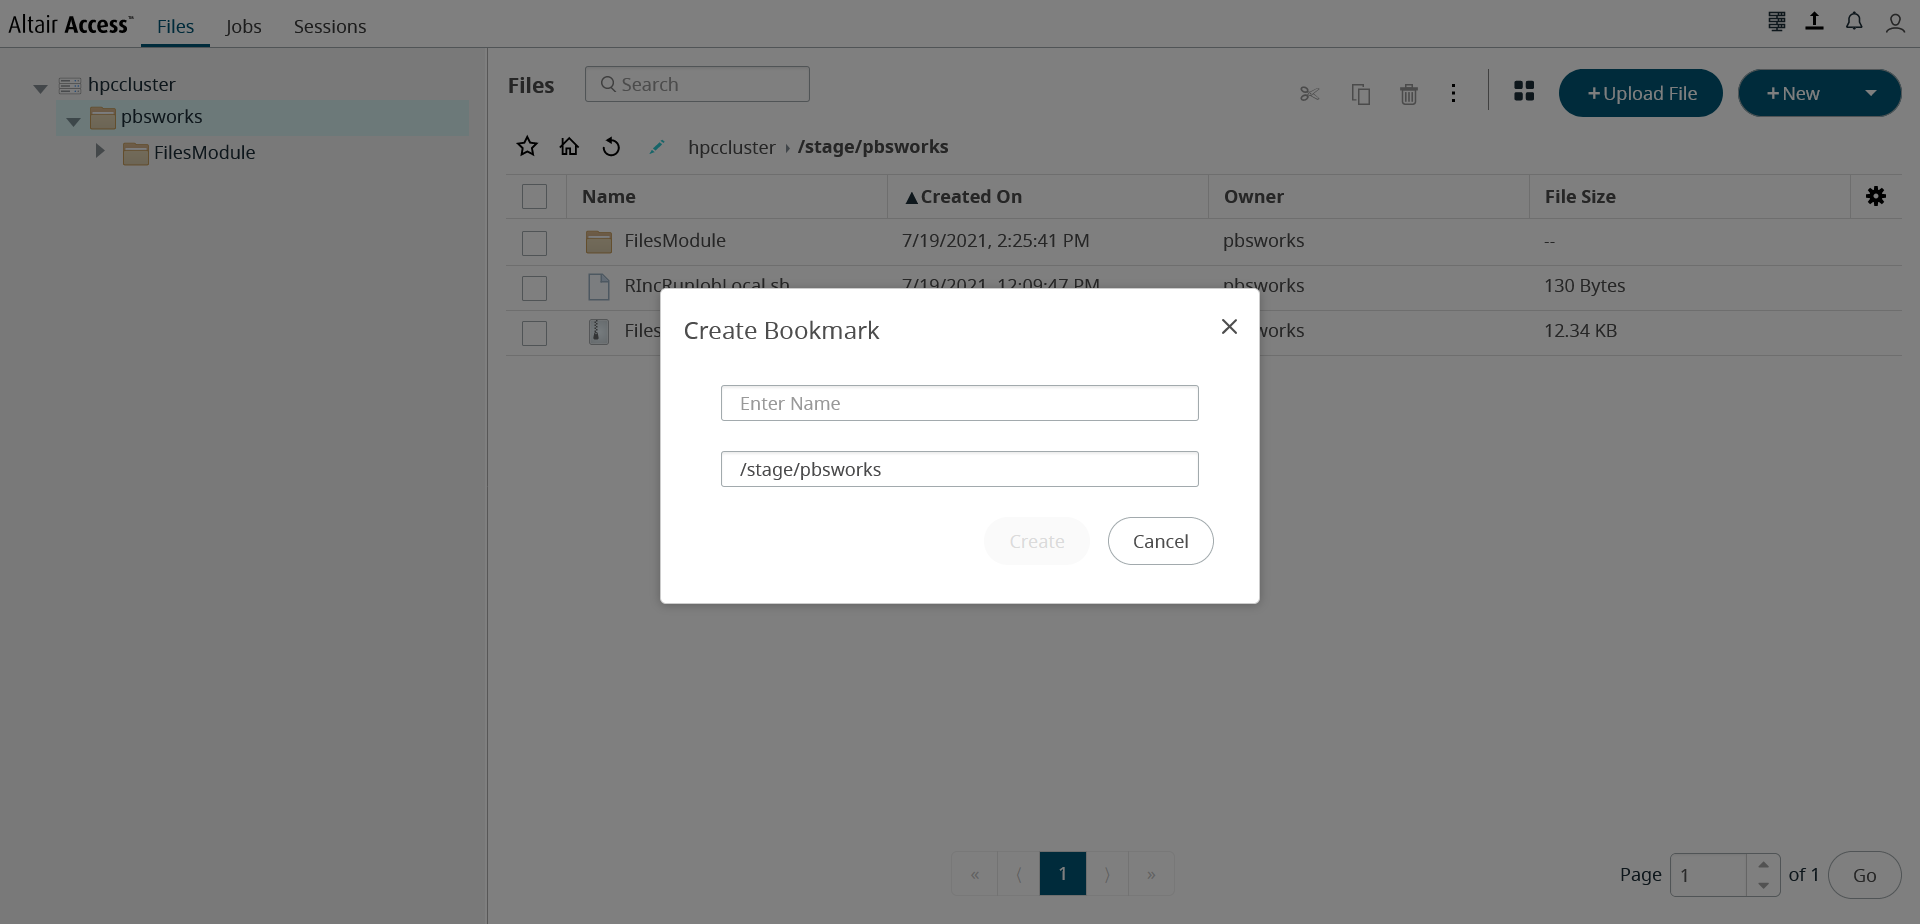 Altair Access™ Files Jobs Sessions
hpccluster
pbsworks
FilesModule
Files Search +Upload File +New
hpccluster › /stage/pbsworks
Name ▲Created On Owner File Size
FilesModule 7/19/2021, 2:25:41 PM pbsworks --
RIncRunJobLocal.sh 7/19/2021, 12:09:47 PM pbsworks 130 Bytes
Files works 12.34 KB
Create Bookmark
Enter Name
/stage/pbsworks
Create Cancel
« ⟨ 1 ⟩ » Page 1 of 1 Go